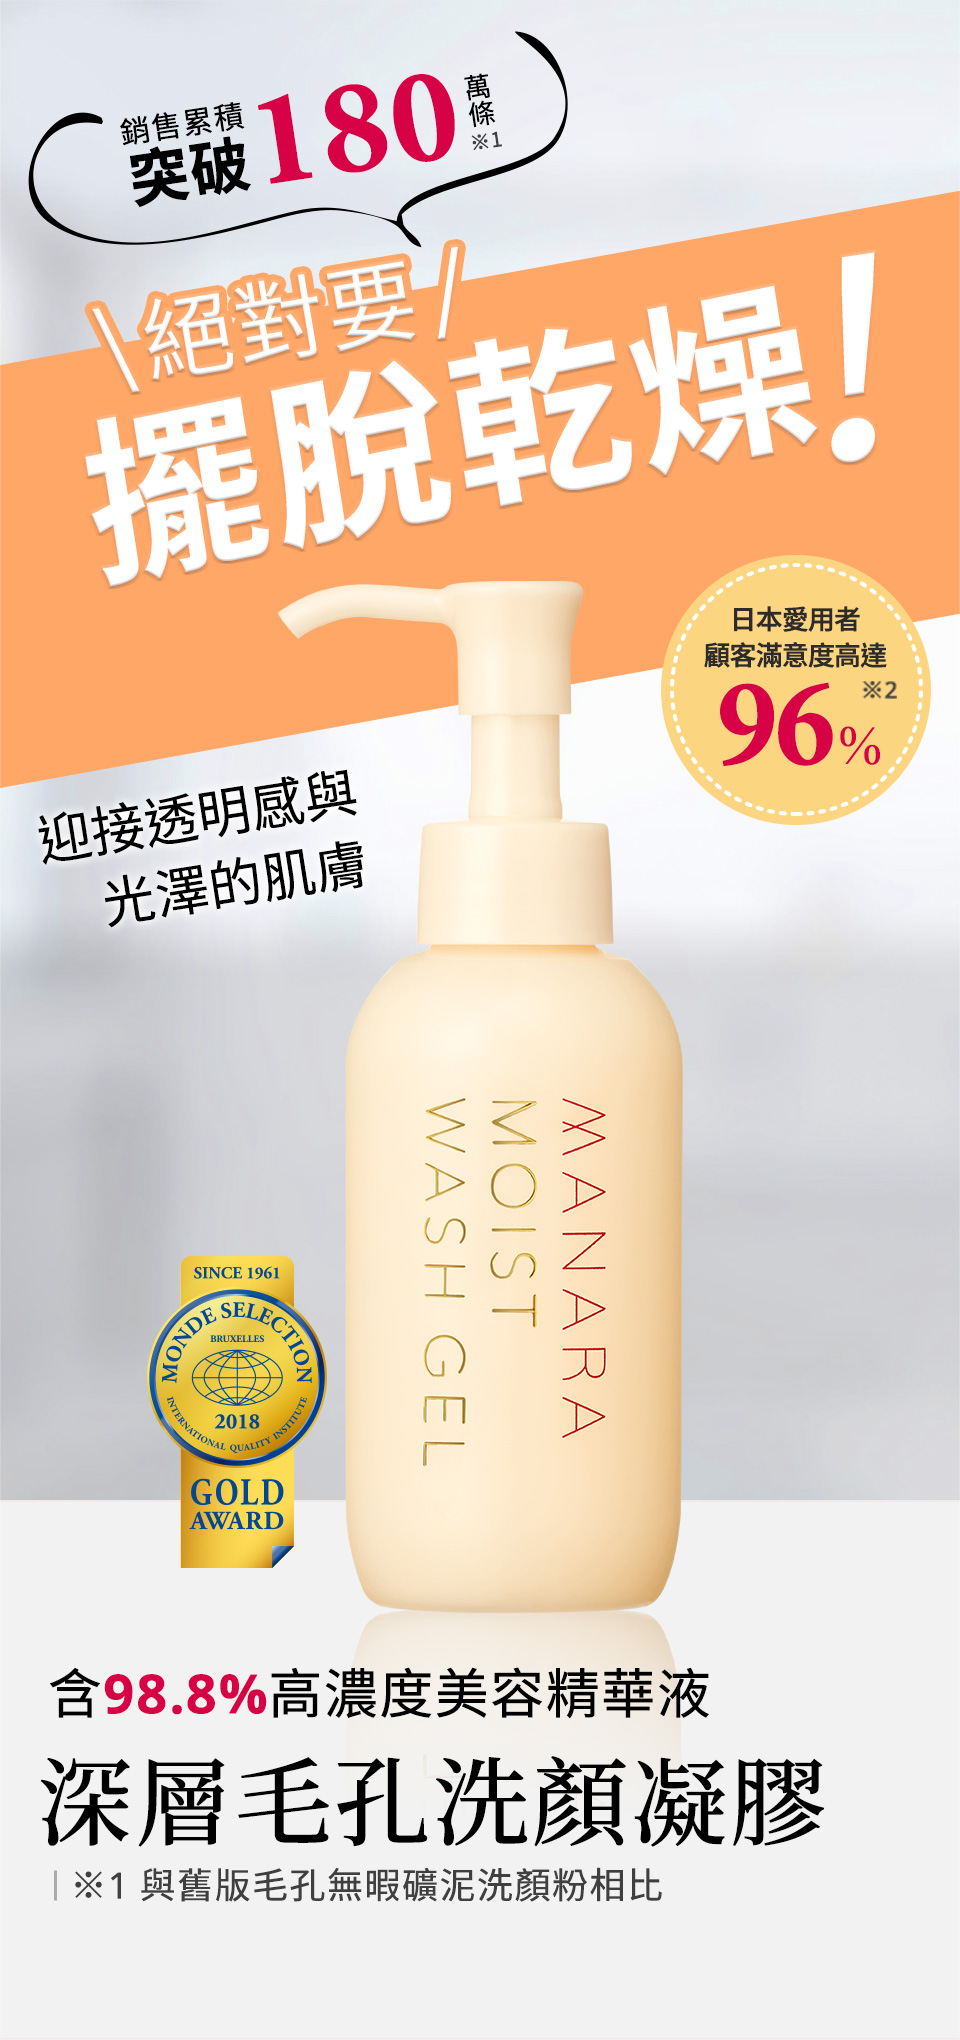 銷售累積
突破180萬條※1
\絕對要/
擺脫乾燥!
日本愛用者
顧客滿意度高達
96%※2
迎接透明感與
光澤的肌膚
MANARA
MOIST
WASH GEL
SINCE 1961
MONDE SELECTION
BRUXELLES
2018
INTERNATIONAL QUALITY INSTITUTE
GOLD
AWARD
含98.8%高濃度美容精華液
深層毛孔洗顏凝膠
|※1 與舊版毛孔無暇礦泥洗顏粉相比